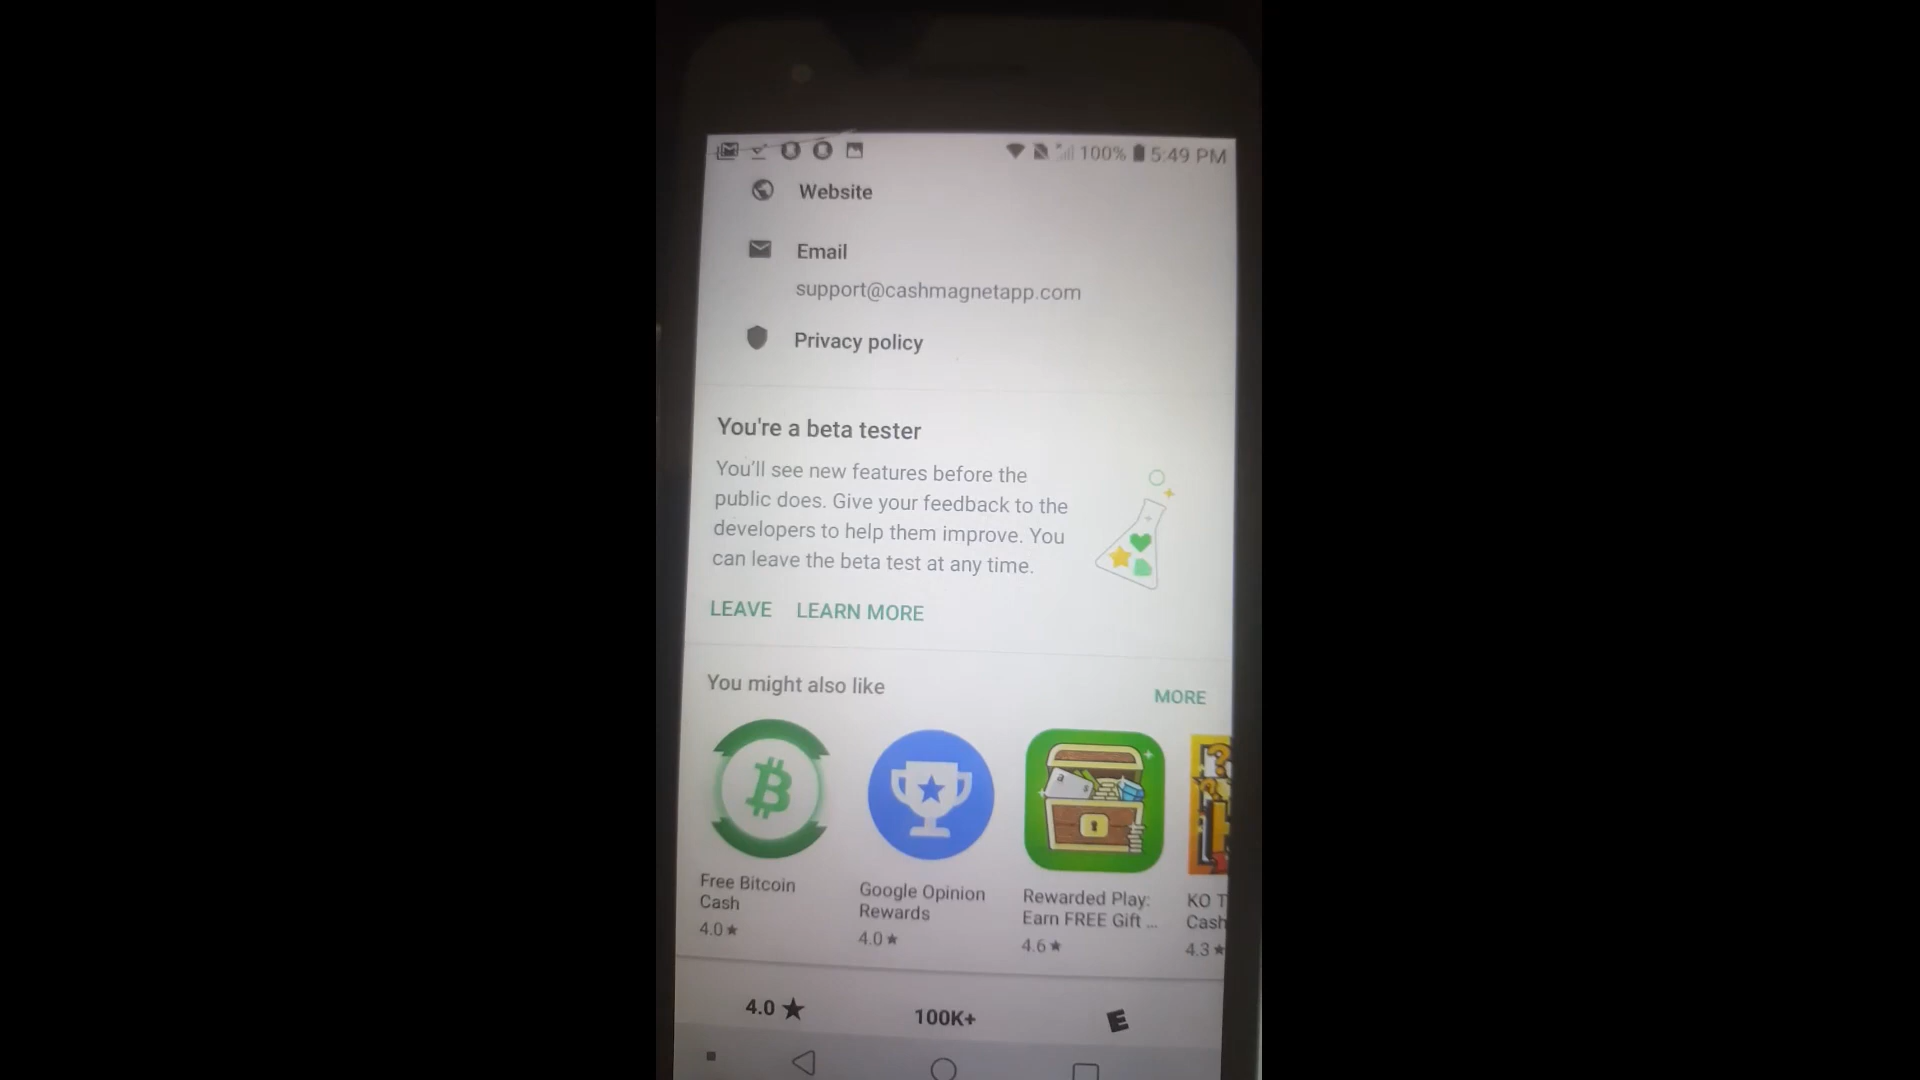 100% 5:49 PM
Website
Email
support@cashmagnetapp.com
Privacy policy
You're a beta tester
You'll see new features before the
public does. Give your feedback to the
developers to help them improve. You
can leave the beta test at any time.
LEAVE LEARN MORE
You might also like
MORE
Free Bitcoin
Cash
4.0★
Google Opinion
Rewards
4.0★
Rewarded Play:
Earn FREE Gift ...
4.6★
KO T
Cash
4.3★
4.0 ★ 100K+ E